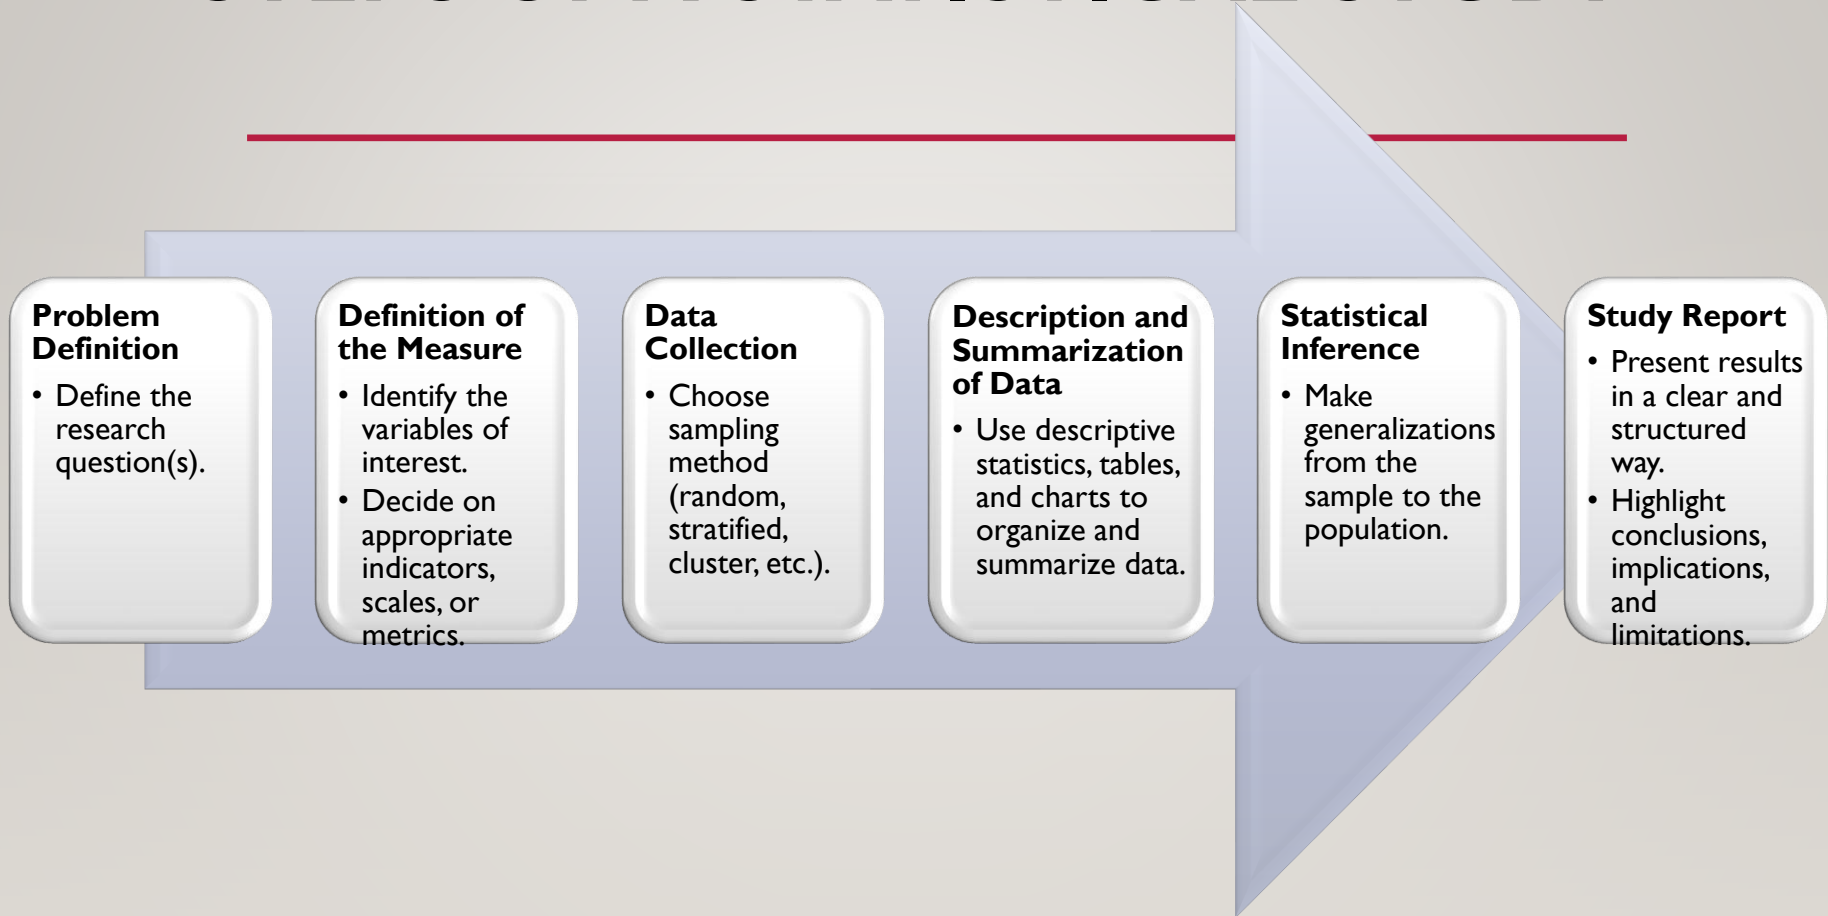 Problem
Definition
• Define the
research
question(s).
Definition of
the Measure
• Identify the
variables of
interest.
• Decide on
appropriate
indicators,
scales, or
metrics.
Data
Collection
• Choose
sampling
method
(random,
stratified,
cluster, etc.).
Description and
Summarization
of Data
• Use descriptive
statistics, tables,
and charts to
organize and
summarize data.
Statistical
Inference
• Make
generalizations
from the
sample to the
population.
Study Report
• Present results
in a clear and
structured
way.
• Highlight
conclusions,
implications,
and
limitations.